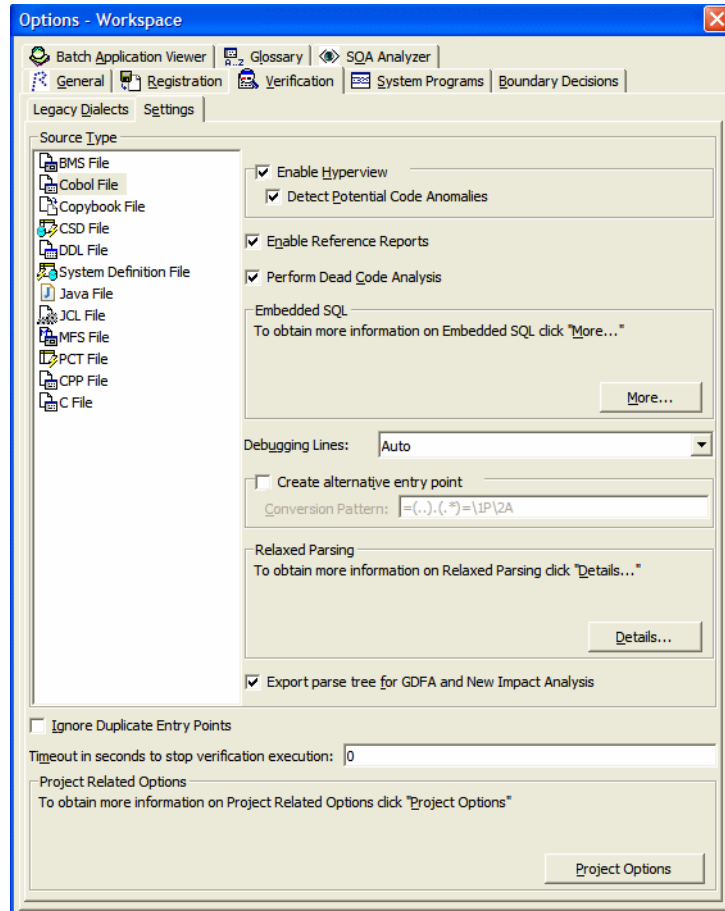 Options - Workspace
Batch Application Viewer
A..Z Glossary
SQA Analyzer
General
Registration
Verification
System Programs
Boundary Decisions
Legacy Dialects
Settings
Source Type
BMS File
Cobol File
Copybook File
CSD File
DDL File
System Definition File
Java File
JCL File
MFS File
PCT File
CPP File
C File
Enable Hyperview
Detect Potential Code Anomalies
Enable Reference Reports
Perform Dead Code Analysis
Embedded SQL
To obtain more information on Embedded SQL click "More..."
More...
Debugging Lines: Auto
Create alternative entry point
Conversion Pattern: =(..).(.*)=\1P\2A
Relaxed Parsing
To obtain more information on Relaxed Parsing click "Details..."
Details...
Export parse tree for GDFA and New Impact Analysis
Ignore Duplicate Entry Points
Timeout in seconds to stop verification execution: 0
Project Related Options
To obtain more information on Project Related Options click "Project Options"
Project Options